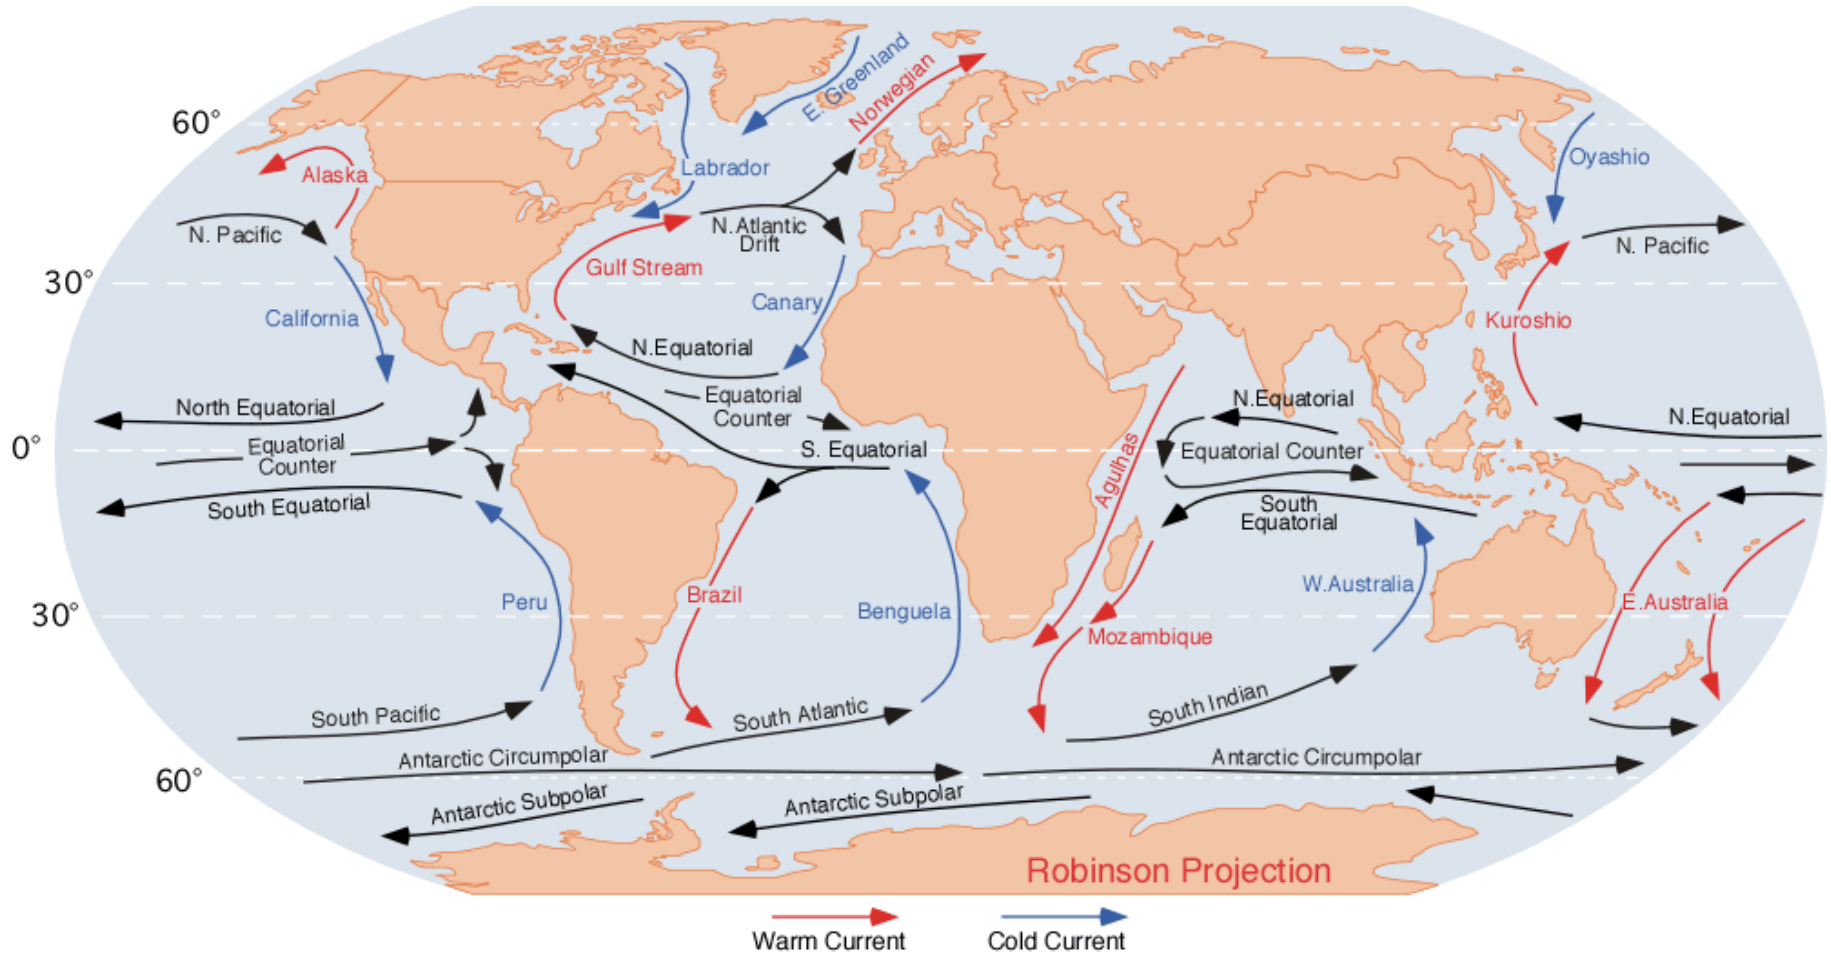 E. Greenland
Norwegian
60°
Labrador
Oyashio
Alaska
N. Pacific
N.Atlantic
Drift
N. Pacific
Gulf Stream
30°
Canary
California
Kuroshio
N.Equatorial
Equatorial
Counter
N.Equatorial
North Equatorial
N.Equatorial
0°
Equatorial
Counter
S. Equatorial
Agulhas
Equatorial Counter
South Equatorial
South
Equatorial
Peru
Brazil
Benguela
W.Australia
E.Australia
30°
Mozambique
South Pacific
South Atlantic
South Indian
Antarctic Circumpolar
Antarctic Circumpolar
60°
Antarctic Subpolar
Antarctic Subpolar
Robinson Projection
Warm Current
Cold Current